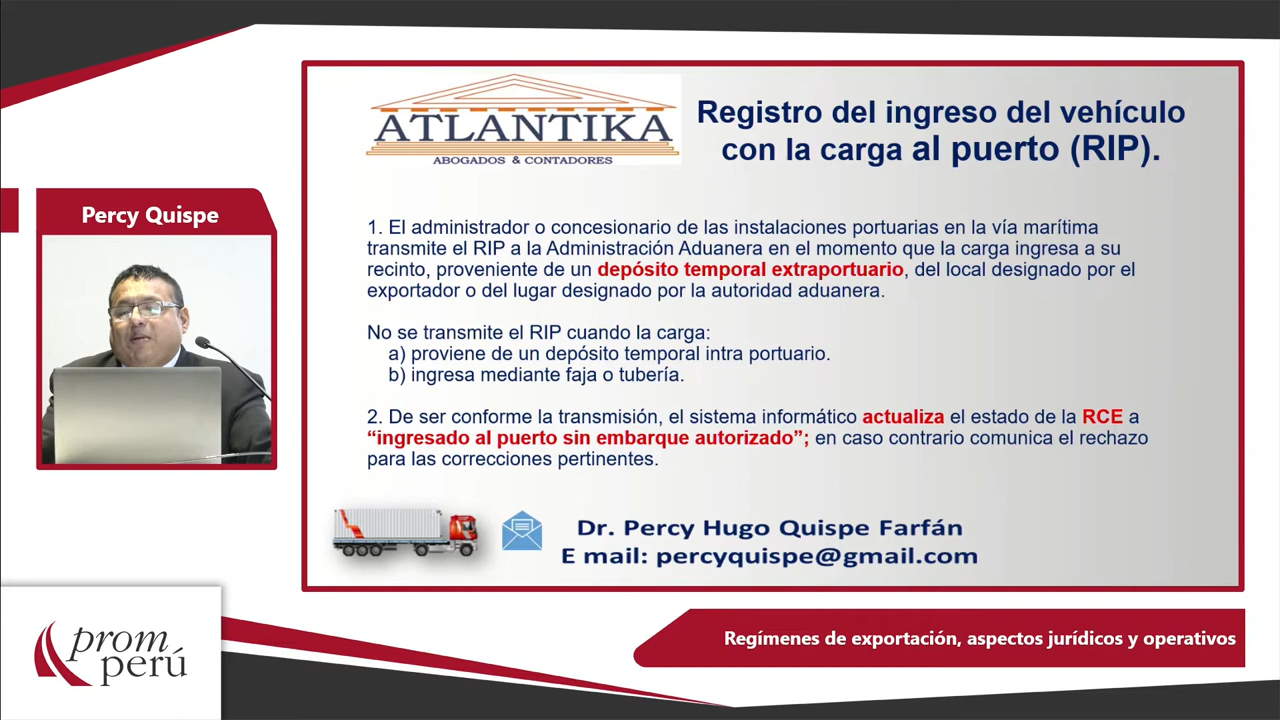 ATLANTIKA
ABOGADOS & CONTADORES
Registro del ingreso del vehículo
con la carga al puerto (RIP).
Percy Quispe
1. El administrador o concesionario de las instalaciones portuarias en la vía marítima
transmite el RIP a la Administración Aduanera en el momento que la carga ingresa a su
recinto, proveniente de un depósito temporal extraportuario, del local designado por el
exportador o del lugar designado por la autoridad aduanera.
No se transmite el RIP cuando la carga:
a) proviene de un depósito temporal intra portuario.
b) ingresa mediante faja o tubería.
2. De ser conforme la transmisión, el sistema informático actualiza el estado de la RCE a
“ingresado al puerto sin embarque autorizado”; en caso contrario comunica el rechazo
para las correcciones pertinentes.
Dr. Percy Hugo Quispe Farfán
E mail: percyquispe@gmail.com
prom
perú
Regímenes de exportación, aspectos jurídicos y operativos